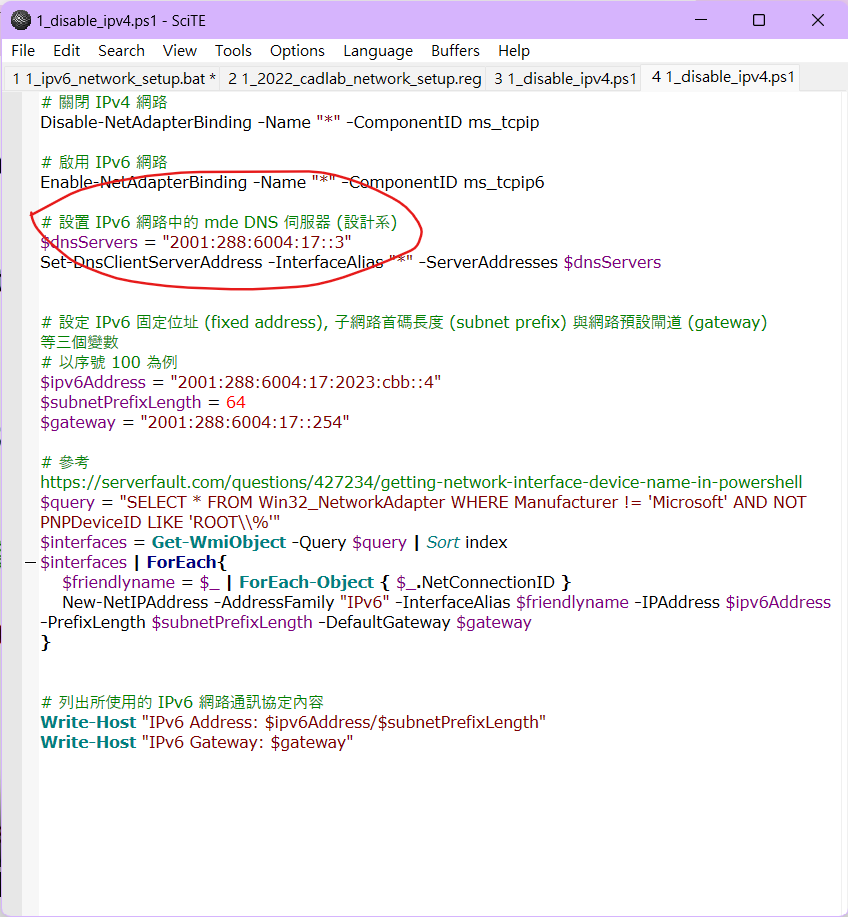 1_disable_ipv4.ps1 - SciTE
File Edit Search View Tools Options Language Buffers Help
1 1_ipv6_network_setup.bat * 2 1_2022_cadlab_network_setup.reg 3 1_disable_ipv4.ps1 4 1_disable_ipv4.ps1
# 關閉 IPv4 網路
Disable-NetAdapterBinding -Name "*" -ComponentID ms_tcpip
# 啟用 IPv6 網路
Enable-NetAdapterBinding -Name "*" -ComponentID ms_tcpip6
# 設置 IPv6 網路中的 mde DNS 伺服器 (設計系)
$dnsServers = "2001:288:6004:17::3"
Set-DnsClientServerAddress -InterfaceAlias "*" -ServerAddresses $dnsServers
# 設定 IPv6 固定位址 (fixed address), 子網路首碼長度 (subnet prefix) 與網路預設閘道 (gateway)
等三個變數
# 以序號 100 為例
$ipv6Address = "2001:288:6004:17:2023:cbb::4"
$subnetPrefixLength = 64
$gateway = "2001:288:6004:17::254"
# 參考
https://serverfault.com/questions/427234/getting-network-interface-device-name-in-powershell
$query = "SELECT * FROM Win32_NetworkAdapter WHERE Manufacturer != 'Microsoft' AND NOT
PNPDeviceID LIKE 'ROOT\\%'"
$interfaces = Get-WmiObject -Query $query | Sort index
$interfaces | ForEach{
$friendlyname = $_ | ForEach-Object { $_.NetConnectionID }
New-NetIPAddress -AddressFamily "IPv6" -InterfaceAlias $friendlyname -IPAddress $ipv6Address
-PrefixLength $subnetPrefixLength -DefaultGateway $gateway
}
# 列出所使用的 IPv6 網路通訊協定內容
Write-Host "IPv6 Address: $ipv6Address/$subnetPrefixLength"
Write-Host "IPv6 Gateway: $gateway"